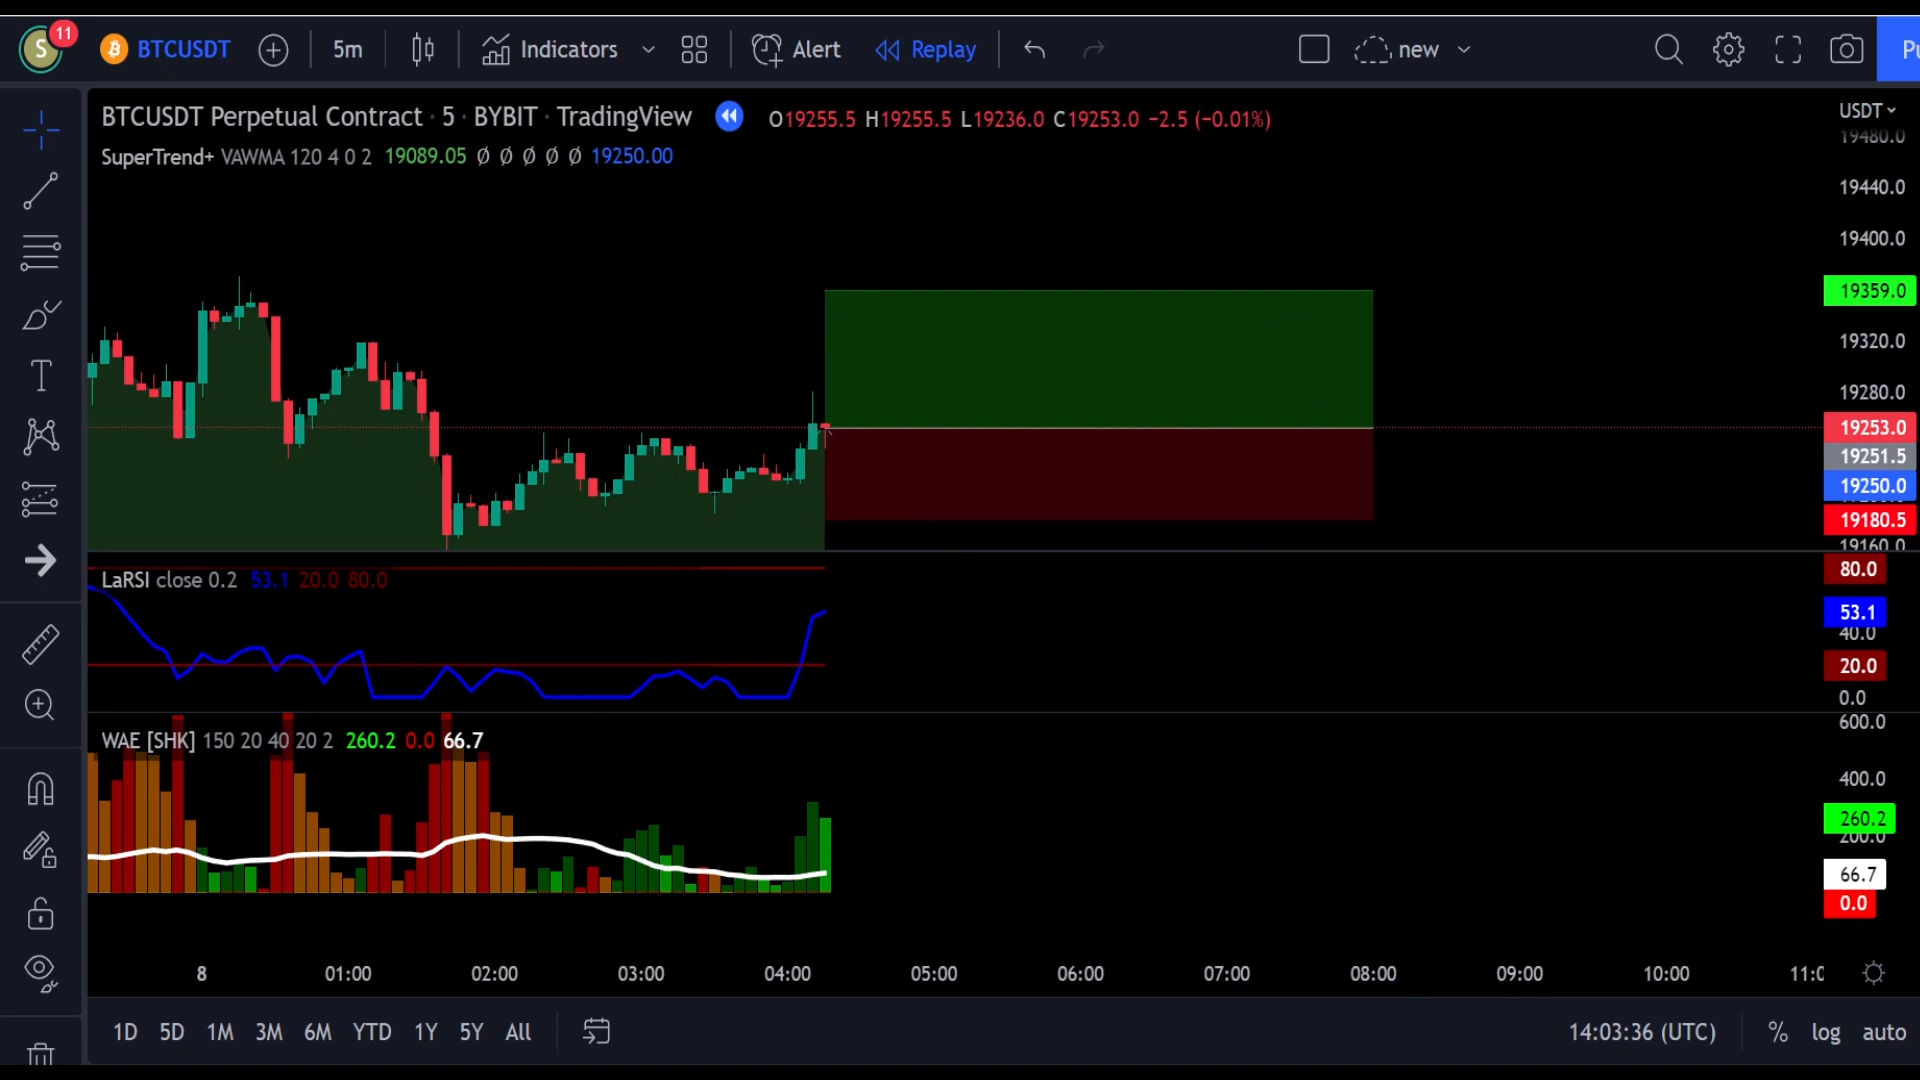 S 11 BTCUSDT 5m Indicators Alert Replay new Pu
BTCUSDT Perpetual Contract · 5 · BYBIT · TradingView O19255.5 H19255.5 L19236.0 C19253.0 −2.5 (−0.01%)
SuperTrend+ VAWMA 120 4 0 2 19089.05 Ø Ø Ø Ø Ø 19250.00
USDT
19480.0
19440.0
19400.0
19359.0
19320.0
19280.0
19253.0
19251.5
19250.0
19180.5
19160.0
LaRSI close 0.2 53.1 20.0 80.0
80.0
53.1
40.0
20.0
0.0
WAE [SHK] 150 20 40 20 2 260.2 0.0 66.7
600.0
400.0
260.2
200.0
66.7
0.0
8 01:00 02:00 03:00 04:00 05:00 06:00 07:00 08:00 09:00 10:00 11:0
1D 5D 1M 3M 6M YTD 1Y 5Y All 14:03:36 (UTC) % log auto